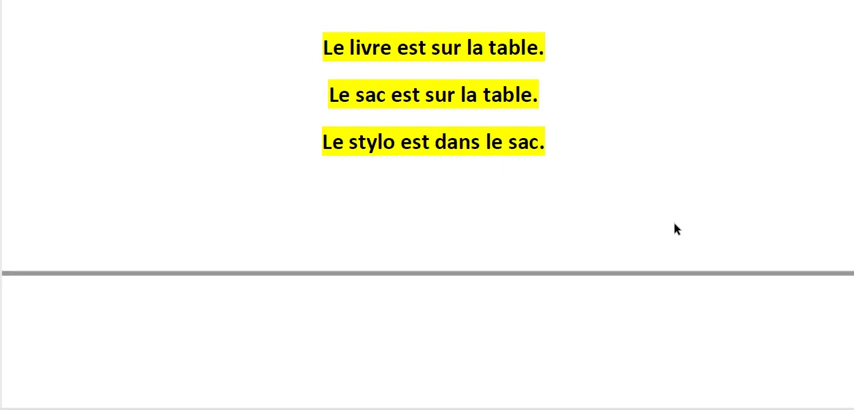 Le livre est sur la table.
Le sac est sur la table.
Le stylo est dans le sac.